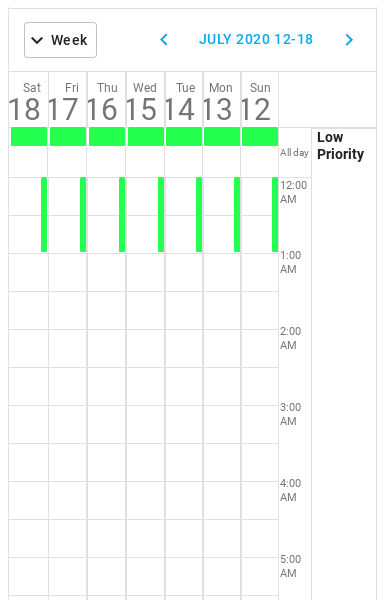 Week
JULY 2020 12-18
Sat Fri Thu Wed Tue Mon Sun
18 17 16 15 14 13 12
All day
Low
Priority
12:00
AM
1:00
AM
2:00
AM
3:00
AM
4:00
AM
5:00
AM